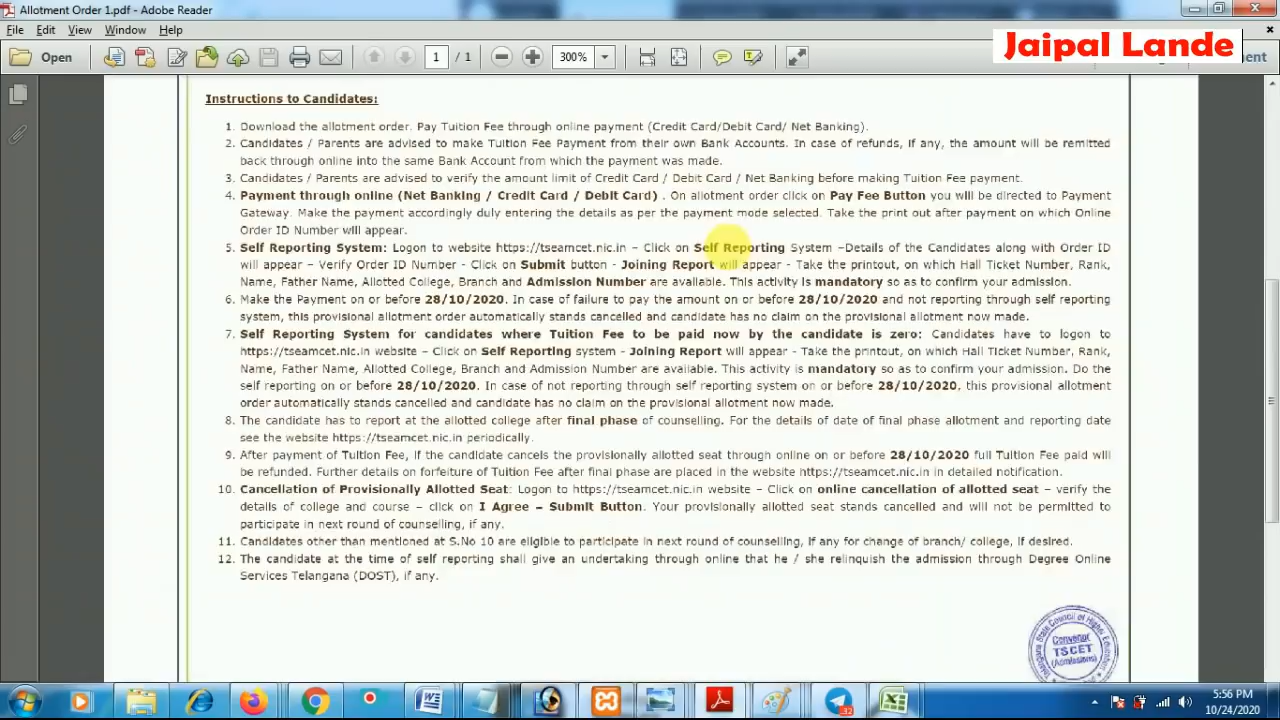 Allotment Order 1.pdf - Adobe Reader
File Edit View Window Help
Jaipal Lande
Open 1 / 1 300% ment
Instructions to Candidates:
1. Download the allotment order. Pay Tuition Fee through online payment (Credit Card/Debit Card/ Net Banking).
2. Candidates / Parents are advised to make Tuition Fee Payment from their own Bank Accounts. In case of refunds, if any, the amount will be remitted
back through online into the same Bank Account from which the payment was made.
3. Candidates / Parents are advised to verify the amount limit of Credit Card / Debit Card / Net Banking before making Tuition Fee payment.
4. Payment through online (Net Banking / Credit Card / Debit Card) . On allotment order click on Pay Fee Button you will be directed to Payment
Gateway. Make the payment accordingly duly entering the details as per the payment mode selected. Take the print out after payment on which Online
Order ID Number will appear.
5. Self Reporting System: Logon to website https://tseamcet.nic.in – Click on Self Reporting System –Details of the Candidates along with Order ID
will appear – Verify Order ID Number - Click on Submit button - Joining Report will appear - Take the printout, on which Hall Ticket Number, Rank,
Name, Father Name, Allotted College, Branch and Admission Number are available. This activity is mandatory so as to confirm your admission.
6. Make the Payment on or before 28/10/2020. In case of failure to pay the amount on or before 28/10/2020 and not reporting through self reporting
system, this provisional allotment order automatically stands cancelled and candidate has no claim on the provisional allotment now made.
7. Self Reporting System for candidates where Tuition Fee to be paid now by the candidate is zero: Candidates have to logon to
https://tseamcet.nic.in website – Click on Self Reporting system - Joining Report will appear - Take the printout, on which Hall Ticket Number, Rank,
Name, Father Name, Allotted College, Branch and Admission Number are available. This activity is mandatory so as to confirm your admission. Do the
self reporting on or before 28/10/2020. In case of not reporting through self reporting system on or before 28/10/2020, this provisional allotment
order automatically stands cancelled and candidate has no claim on the provisional allotment now made.
8. The candidate has to report at the allotted college after final phase of counselling. For the details of date of final phase allotment and reporting date
see the website https://tseamcet.nic.in periodically.
9. After payment of Tuition Fee, if the candidate cancels the provisionally allotted seat through online on or before 28/10/2020 full Tuition Fee paid will
be refunded. Further details on forfeiture of Tuition Fee after final phase are placed in the website https://tseamcet.nic.in in detailed notification.
10. Cancellation of Provisionally Allotted Seat: Logon to https://tseamcet.nic.in website – Click on online cancellation of allotted seat – verify the
details of college and course – click on I Agree – Submit Button. Your provisionally allotted seat stands cancelled and will not be permitted to
participate in next round of counselling, if any.
11. Candidates other than mentioned at S.No 10 are eligible to participate in next round of counselling, if any for change of branch/ college, if desired.
12. The candidate at the time of self reporting shall give an undertaking through online that he / she relinquish the admission through Degree Online
Services Telangana (DOST), if any.
Telangana State Council of Higher Education
Convenor
TSCET
(Admissions)
32
5:56 PM
10/24/2020